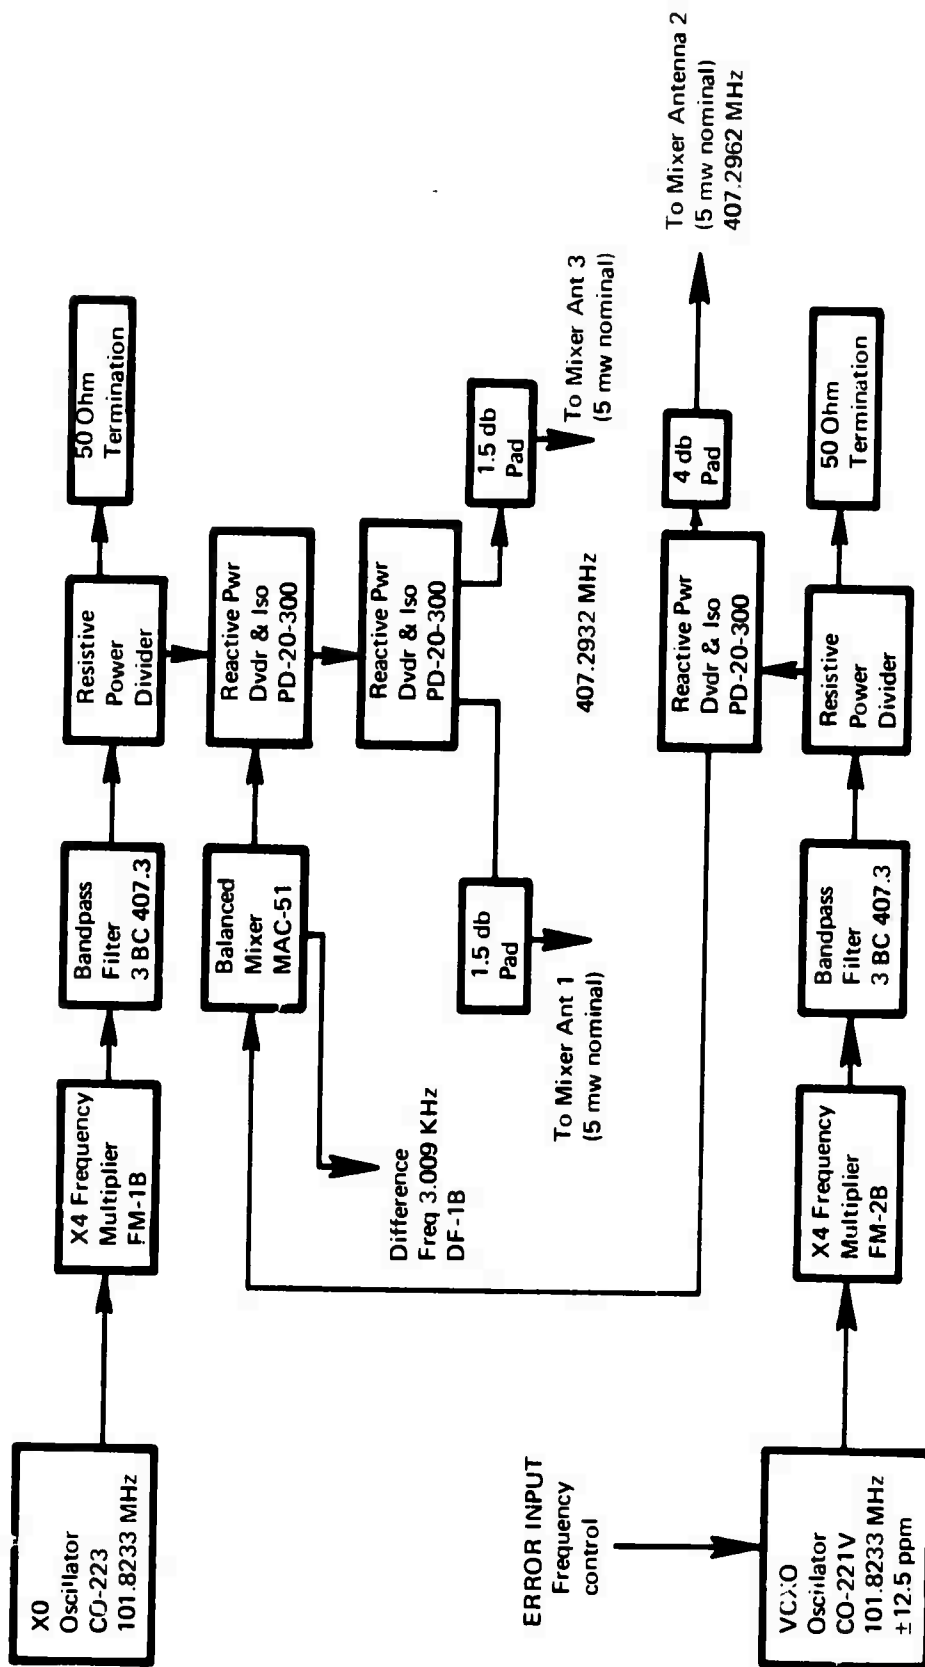 XO
Oscillator
CO-223
101.8233 MHz
X4 Frequency
Multiplier
FM-1B
Bandpass
Filter
3 BC 407.3
Resistive
Power
Divider
50 Ohm
Termination
Balanced
Mixer
MAC-51
Reactive Pwr
Dvdr & Iso
PD-20-300
Difference
Freq 3.009 KHz
DF-1B
Reactive Pwr
Dvdr & Iso
PD-20-300
1.5 db
Pad
1.5 db
Pad
To Mixer Ant 1
(5 mw nominal)
407.2932 MHz
To Mixer Ant 3
(5 mw nominal)
ERROR INPUT
Frequency
control
Reactive Pwr
Dvdr & Iso
PD-20-300
4 db
Pad
To Mixer Antenna 2
(5 mw nominal)
407.2962 MHz
VCXO
Oscillator
CO-221V
101.8233 MHz
±12.5 ppm
X4 Frequency
Multiplier
FM-2B
Bandpass
Filter
3 BC 407.3
Resistive
Power
Divider
50 Ohm
Termination